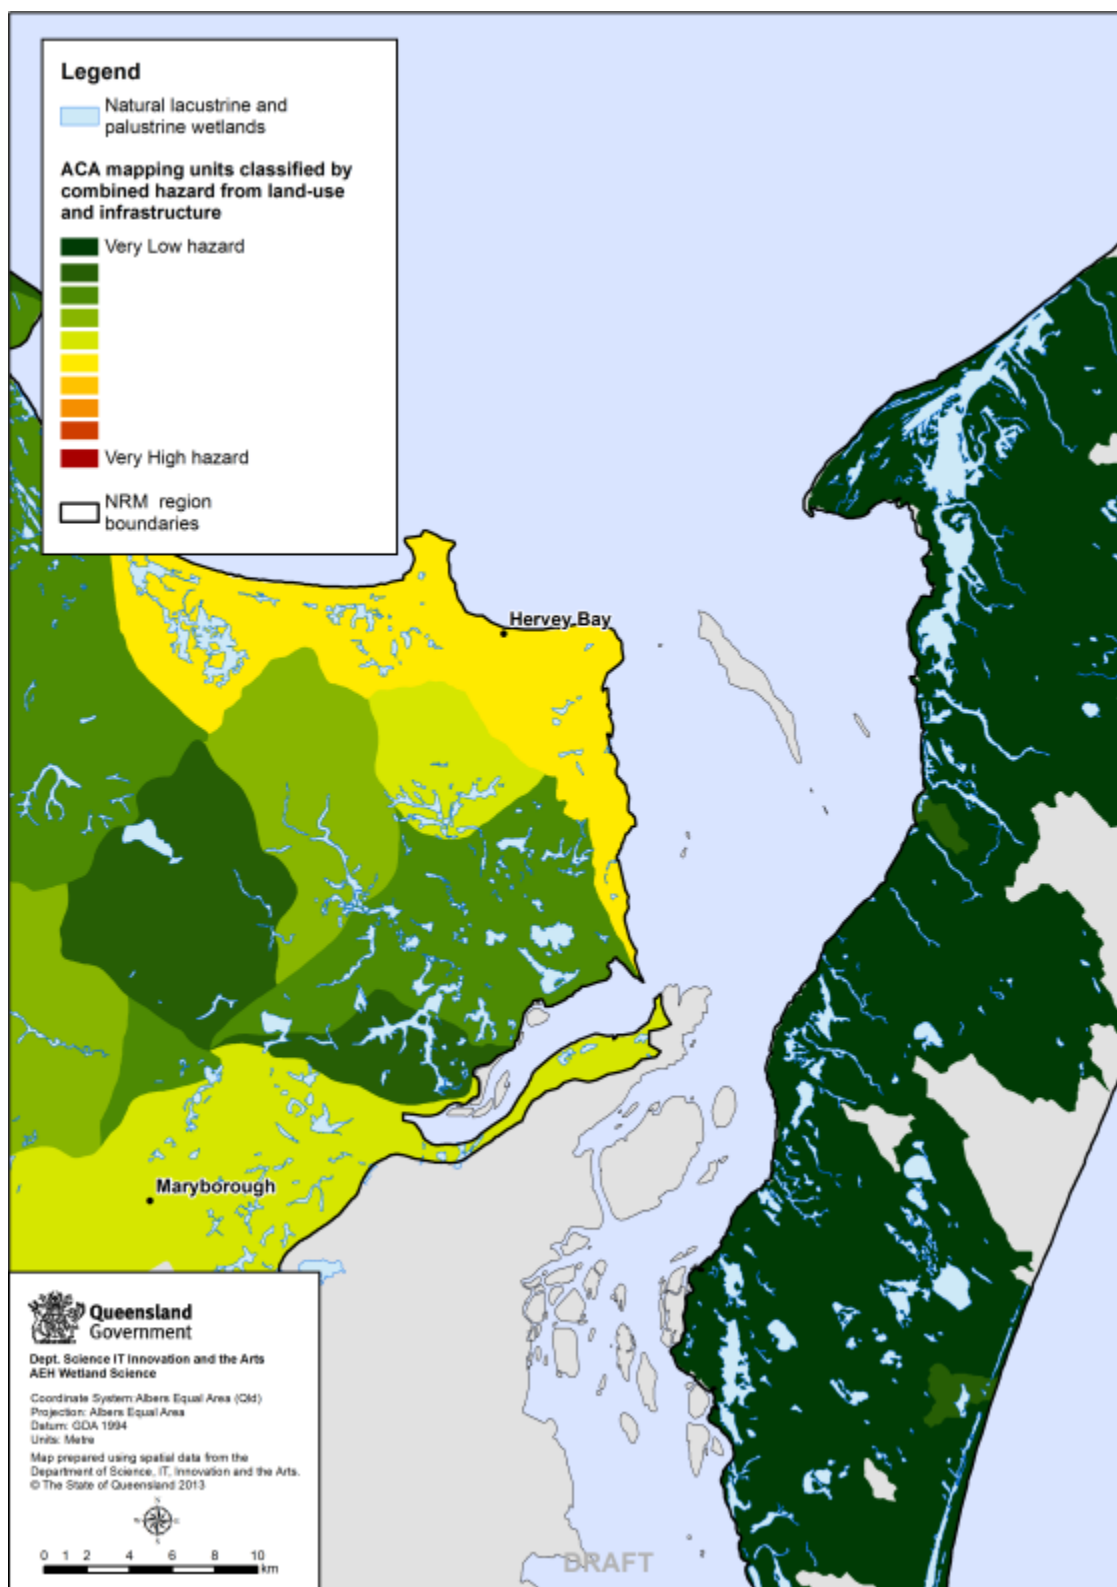 Legend
Natural lacustrine and
palustrine wetlands
ACA mapping units classified by
combined hazard from land-use
and infrastructure
Very Low hazard
Very High hazard
NRM region
boundaries
Hervey Bay
Maryborough
Queensland
Government
Dept. Science IT Innovation and the Arts
AEH Wetland Science
Coordinate System:Albers Equal Area (Qld)
Projection: Albers Equal Area
Datum: GDA 1994
Units: Metre
Map prepared using spatial data from the
Department of Science, IT, Innovation and the Arts.
© The State of Queensland 2013
N
S
0 1 2 4 6 8 10
km
DRAFT